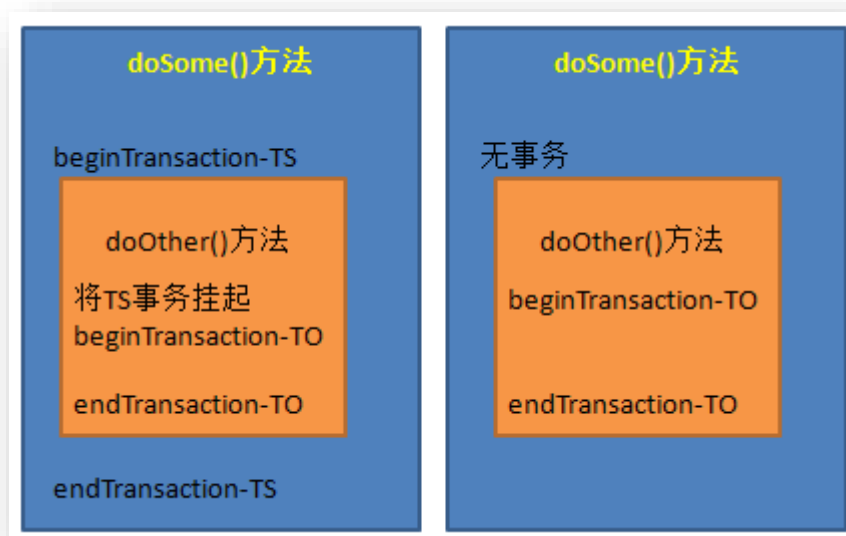 doSome()方法
beginTransaction-TS
doOther()方法
将TS事务挂起
beginTransaction-TO
endTransaction-TO
endTransaction-TS
doSome()方法
无事务
doOther()方法
beginTransaction-TO
endTransaction-TO